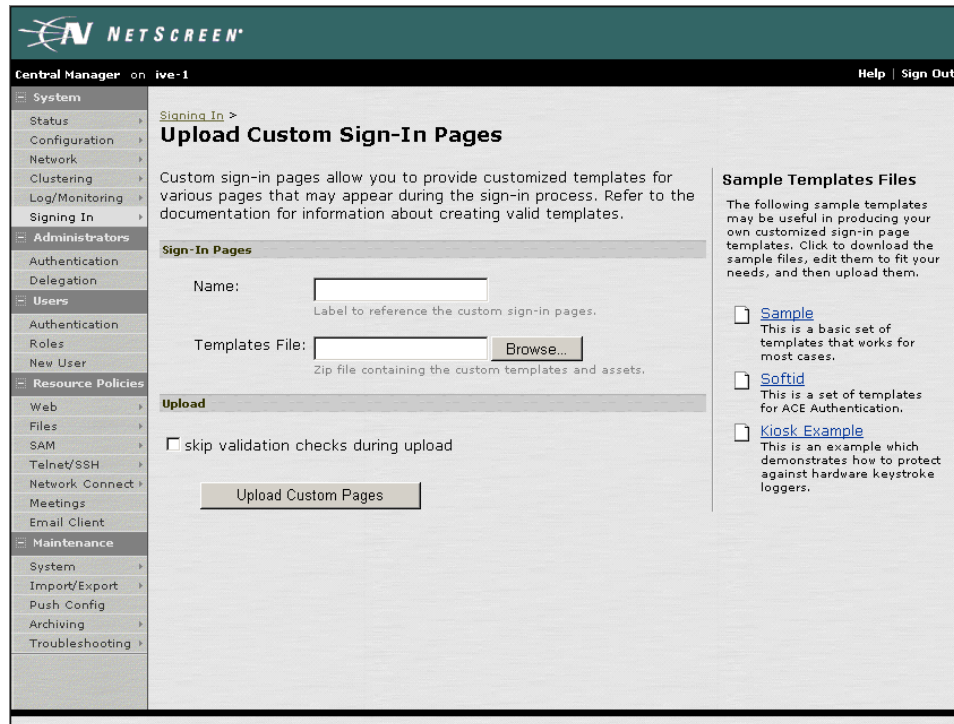 NETSCREEN
Central Manager on ive-1
Help | Sign Out
System
Status
Configuration
Network
Clustering
Log/Monitoring
Signing In
Administrators
Authentication
Delegation
Users
Authentication
Roles
New User
Resource Policies
Web
Files
SAM
Telnet/SSH
Network Connect
Meetings
Email Client
Maintenance
System
Import/Export
Push Config
Archiving
Troubleshooting
Signing In >
Upload Custom Sign-In Pages
Custom sign-in pages allow you to provide customized templates for
various pages that may appear during the sign-in process. Refer to the
documentation for information about creating valid templates.
Sign-In Pages
Name:
Label to reference the custom sign-in pages.
Templates File:
Browse...
Zip file containing the custom templates and assets.
Upload
skip validation checks during upload
Upload Custom Pages
Sample Templates Files
The following sample templates
may be useful in producing your
own customized sign-in page
templates. Click to download the
sample files, edit them to fit your
needs, and then upload them.
Sample
This is a basic set of
templates that works for
most cases.
Softid
This is a set of templates
for ACE Authentication.
Kiosk Example
This is an example which
demonstrates how to protect
against hardware keystroke
loggers.